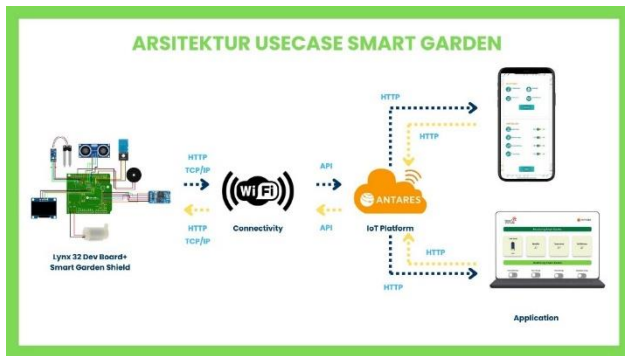 ARSITEKTUR USECASE SMART GARDEN
HTTP
TCP/IP
HTTP
TCP/IP
Lynx 32 Dev Board+
Smart Garden Shield
WiFi
Connectivity
API
API
ANTARES
IoT Platform
HTTP
HTTP
HTTP
HTTP
Application